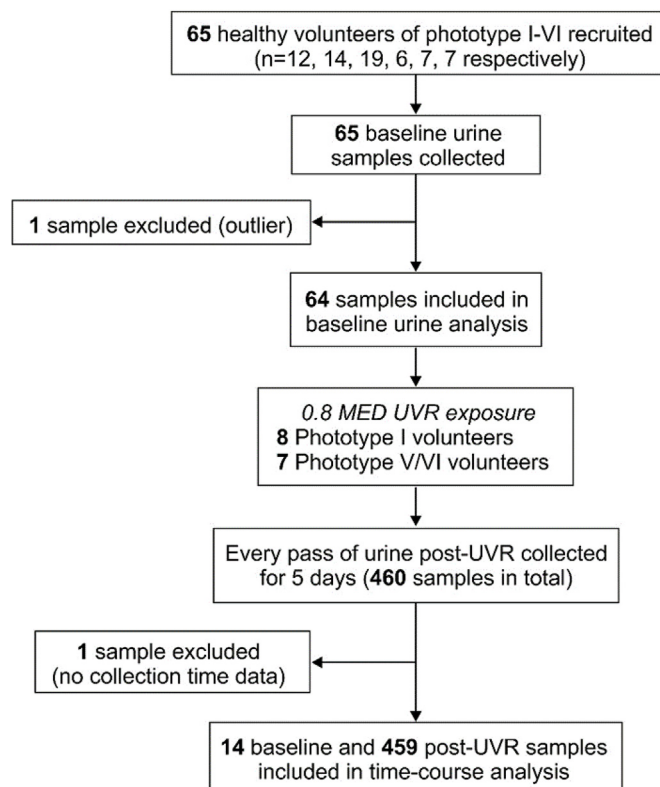 65 healthy volunteers of phototype I-VI recruited
(n=12, 14, 19, 6, 7, 7 respectively)
65 baseline urine
samples collected
1 sample excluded (outlier)
64 samples included in
baseline urine analysis
0.8 MED UVR exposure
8 Phototype I volunteers
7 Phototype V/VI volunteers
Every pass of urine post-UVR collected
for 5 days (460 samples in total)
1 sample excluded
(no collection time data)
14 baseline and 459 post-UVR samples
included in time-course analysis